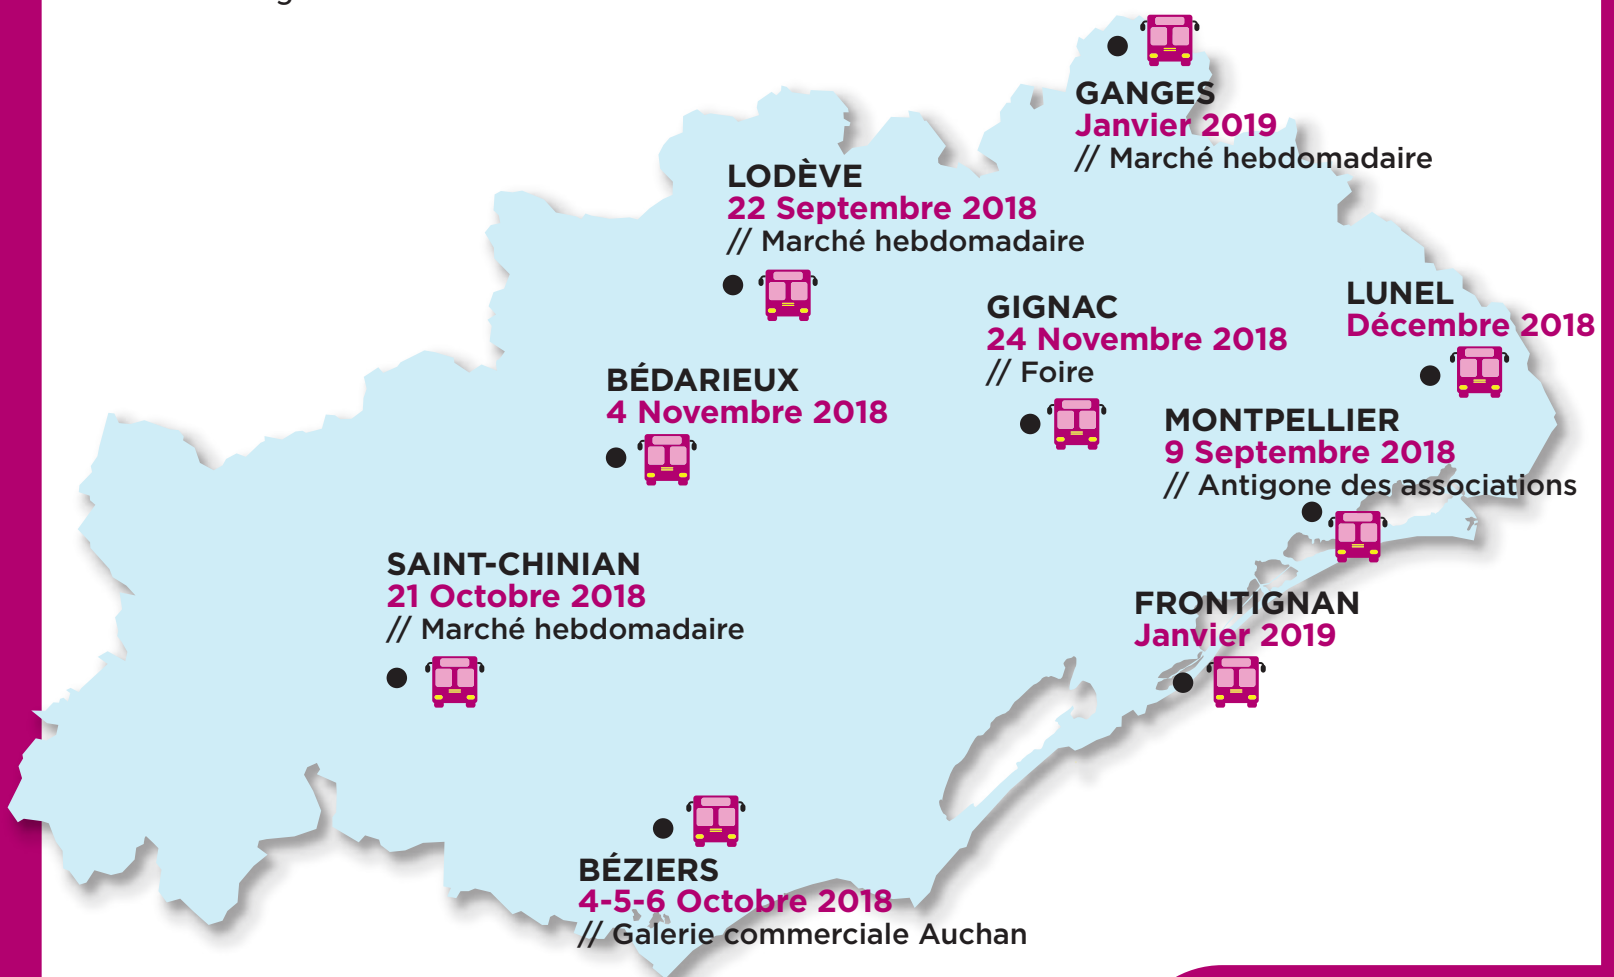 GANGES
Janvier 2019
// Marché hebdomadaire
LODÈVE
22 Septembre 2018
// Marché hebdomadaire
GIGNAC
24 Novembre 2018
// Foire
LUNEL
Décembre 2018
BÉDARIEUX
4 Novembre 2018
MONTPELLIER
9 Septembre 2018
// Antigone des associations
SAINT-CHINIAN
21 Octobre 2018
// Marché hebdomadaire
FRONTIGNAN
Janvier 2019
BÉZIERS
4-5-6 Octobre 2018
// Galerie commerciale Auchan